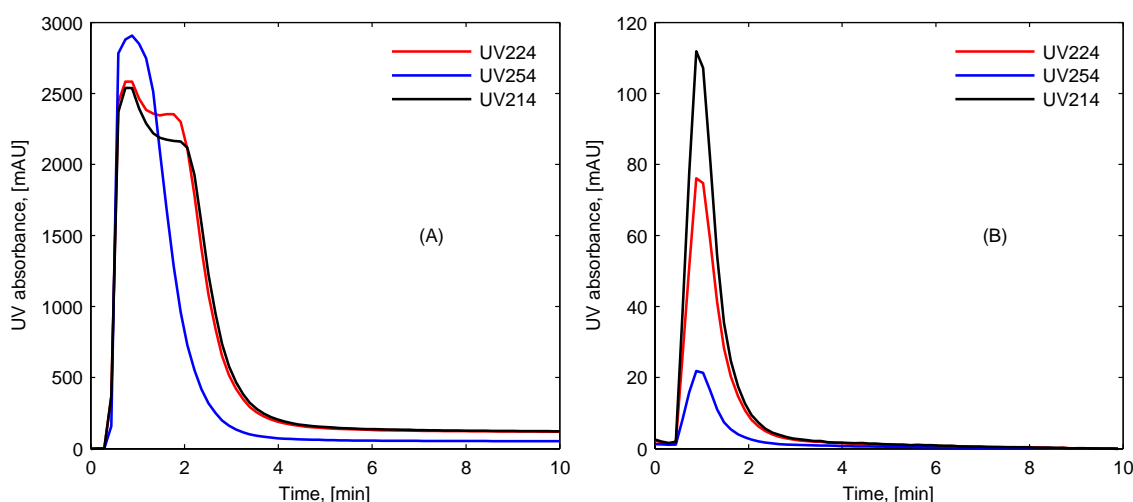 3000
2500
2000
1500
1000
500
0
UV absorbance, [mAU]
UV224
UV254
UV214
(A)
0 2 4 6 8 10
Time, [min]
120
100
80
60
40
20
0
UV absorbance, [mAU]
UV224
UV254
UV214
(B)
0 2 4 6 8 10
Time, [min]